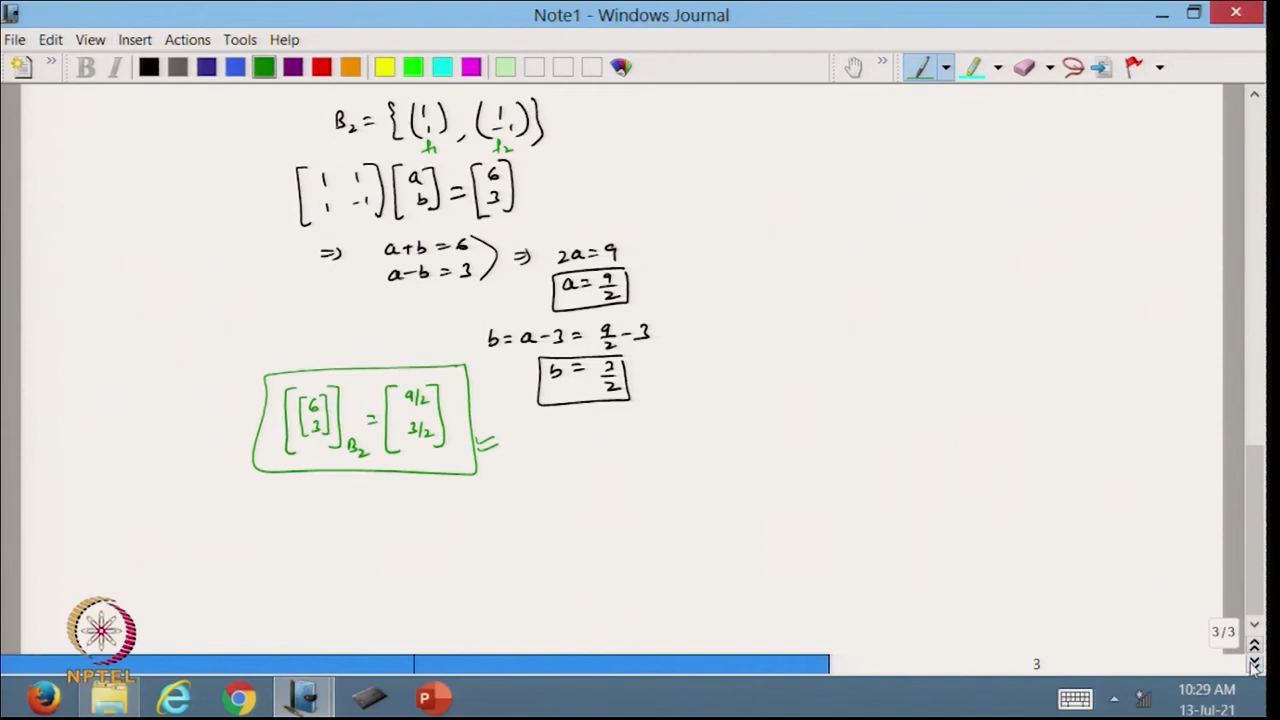 Note1 - Windows Journal
File Edit View Insert Actions Tools Help
B₂ = { (1 1), (1 -1) }
f₁ f₂
[1 1; 1 -1] [a; b] = [6; 3]
⇒ a+b = 6
a-b = 3
⇒ 2a = 9
a = 9/2
b = a-3 = 9/2 - 3
b = 3/2
[[6; 3]]B₂ = [9/2; 3/2]
3/3
3
NPTEL
10:29 AM
13-Jul-21